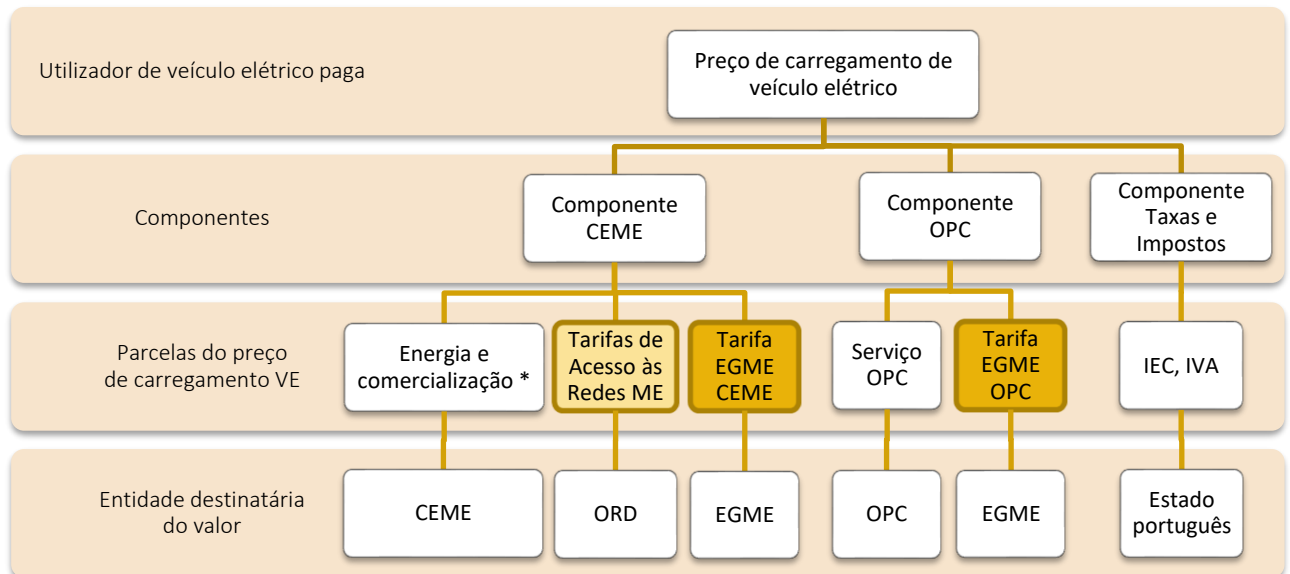 Utilizador de veículo elétrico paga
Preço de carregamento de
veículo elétrico
Componentes
Componente
CEME
Componente
OPC
Componente
Taxas e
Impostos
Parcelas do preço
de carregamento VE
Energia e
comercialização *
Tarifas de
Acesso às
Redes ME
Tarifa
EGME
CEME
Serviço
OPC
Tarifa
EGME
OPC
IEC, IVA
Entidade destinatária
do valor
CEME
ORD
EGME
OPC
EGME
Estado
português